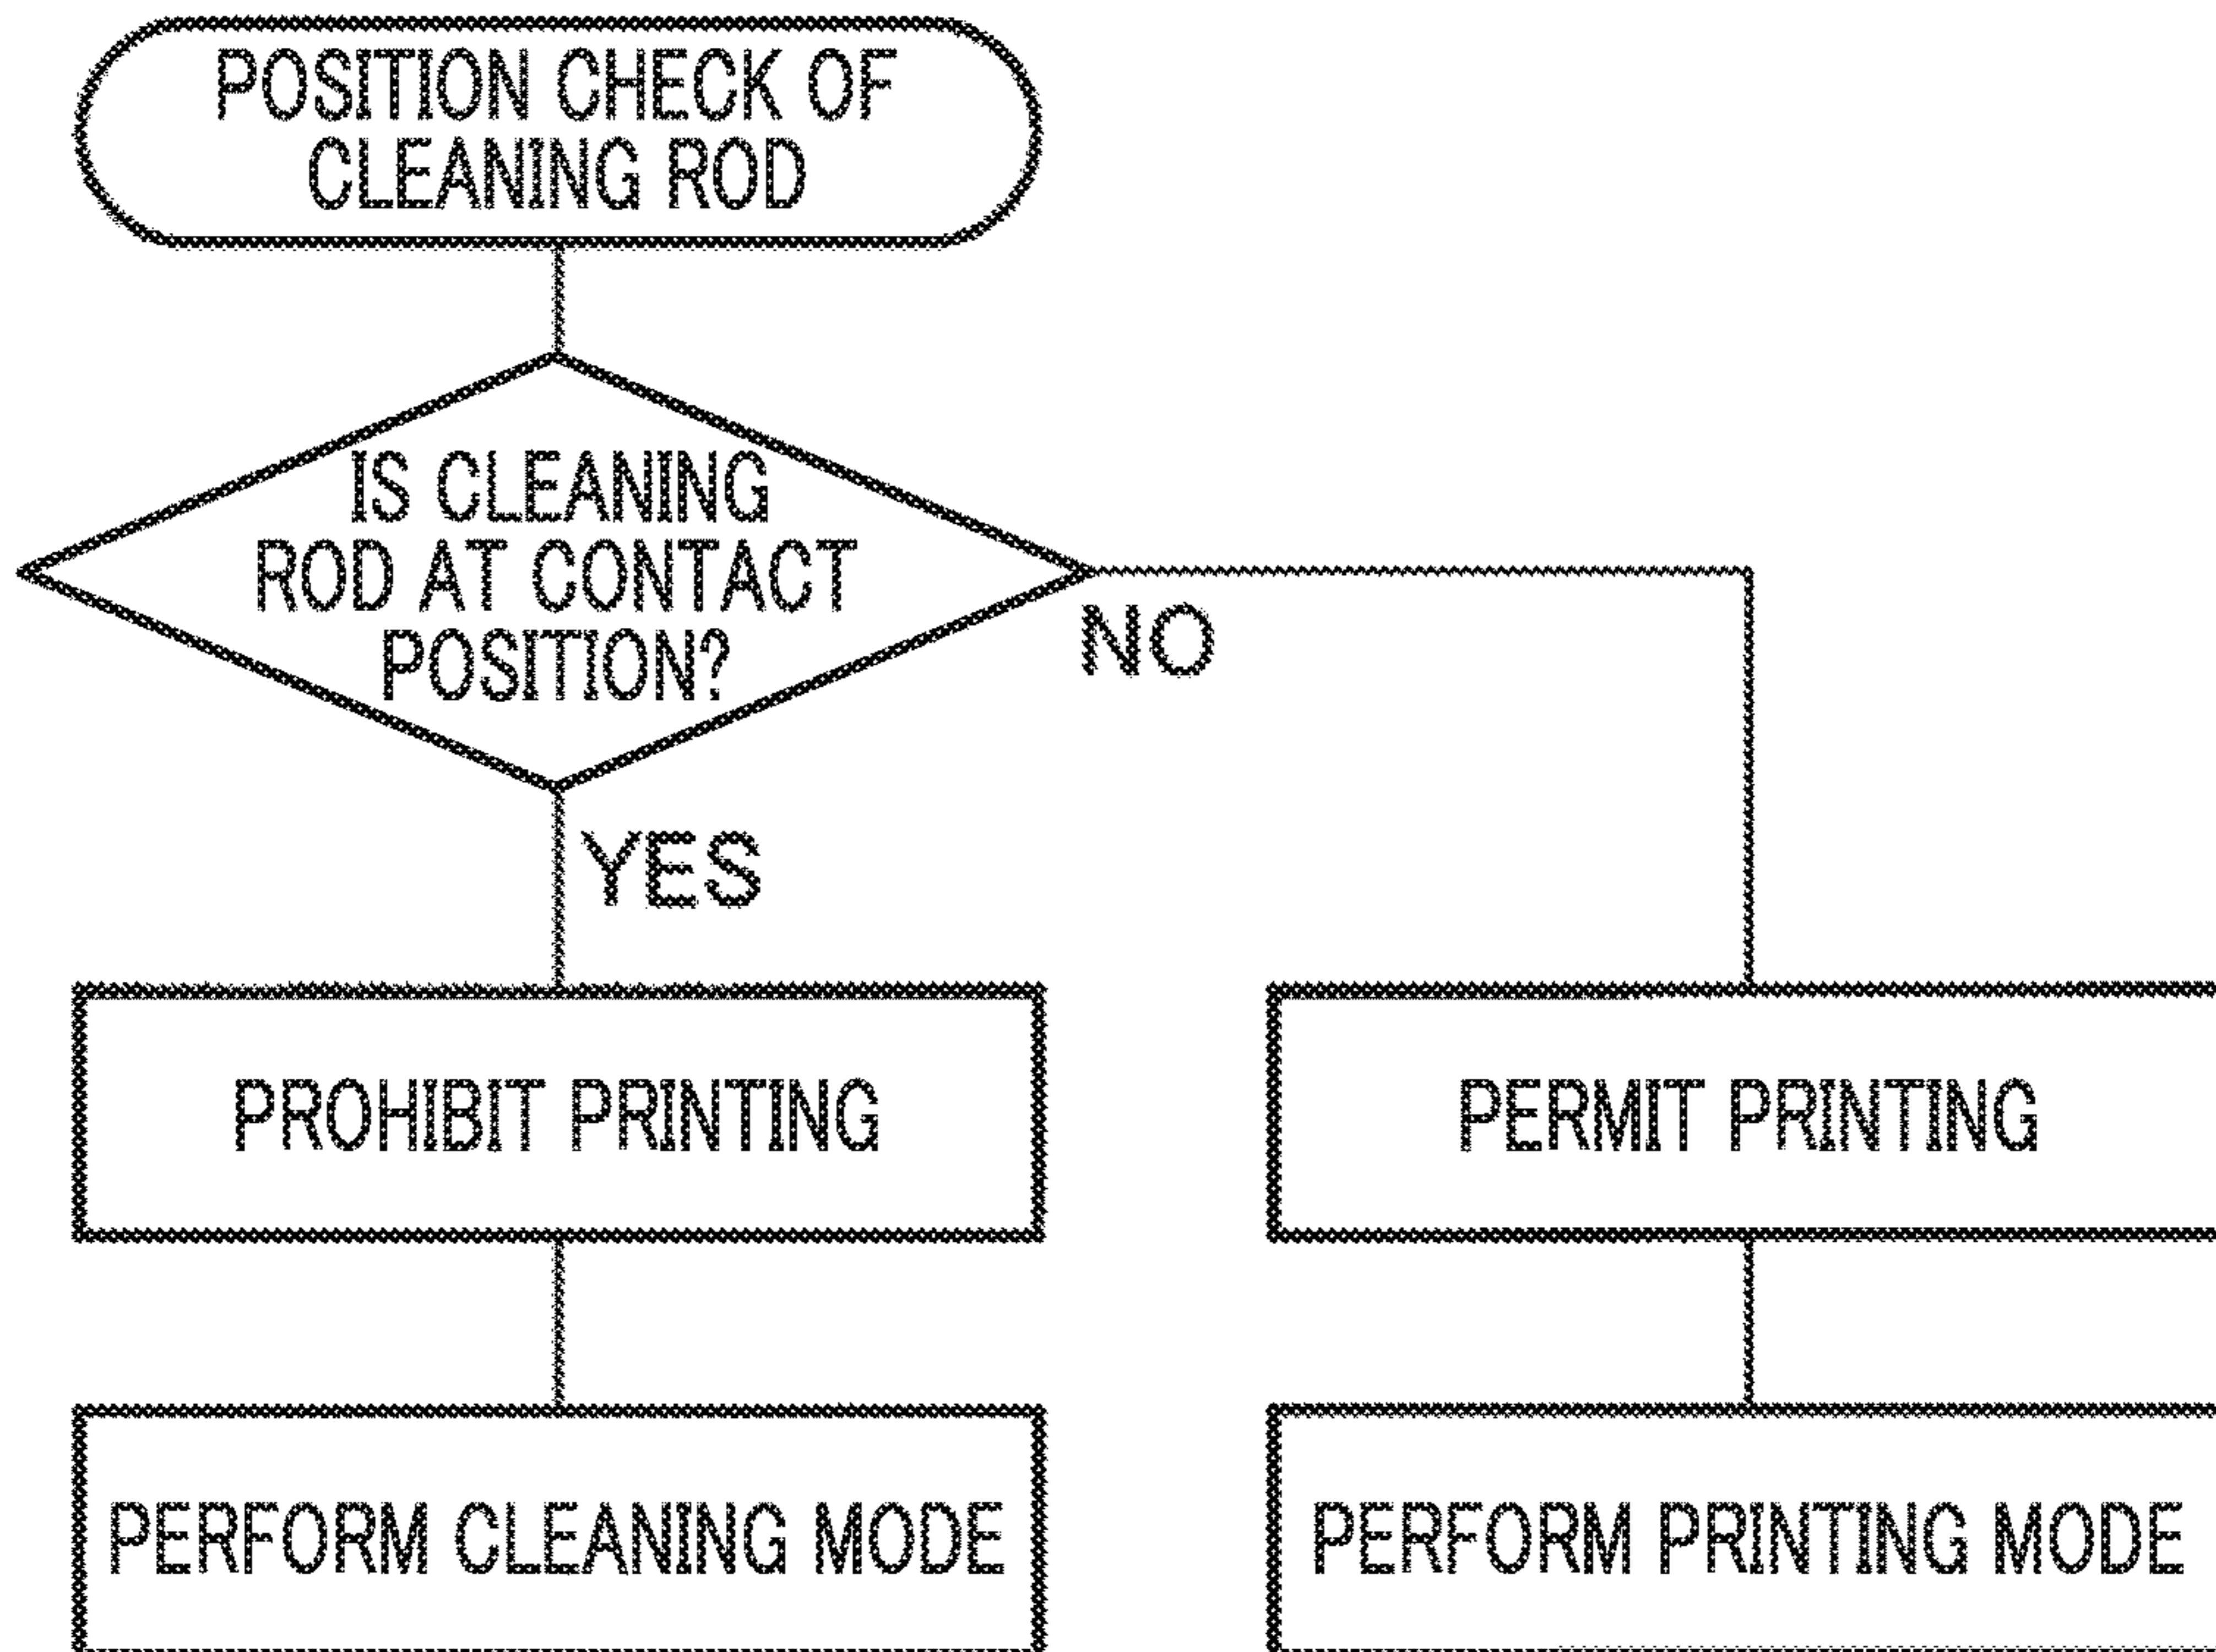 POSITION CHECK OF
CLEANING ROD
IS CLEANING
ROD AT CONTACT
POSITION?
NO
YES
PROHIBIT PRINTING
PERMIT PRINTING
PERFORM CLEANING MODE
PERFORM PRINTING MODE